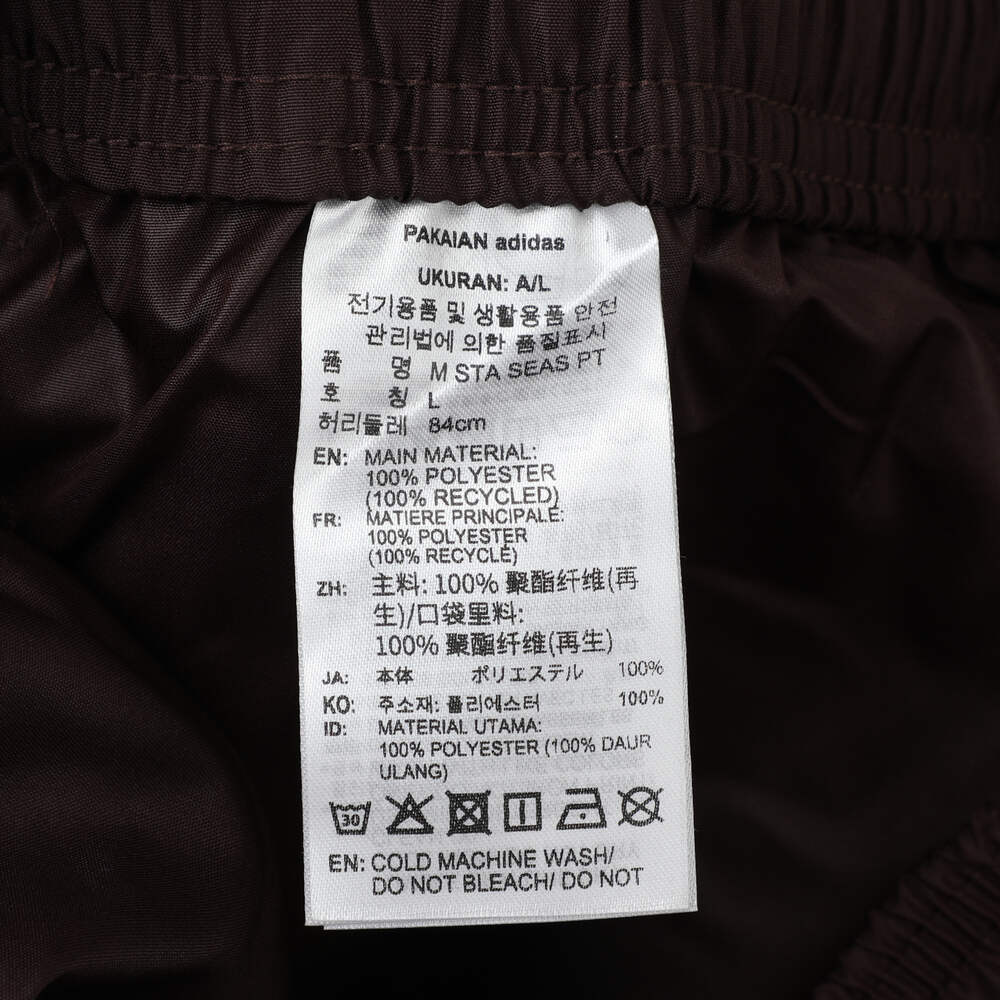 PAKAIAN adidas
UKURAN: A/L
전기용품 및 생활용품 안전
관리법에 의한 품질표시
품 명 M STA SEAS PT
호 칭 L
허리둘레 84cm
EN: MAIN MATERIAL:
100% POLYESTER
(100% RECYCLED)
FR: MATIERE PRINCIPALE:
100% POLYESTER
(100% RECYCLÉ)
ZH: 主料: 100% 聚酯纤维(再
生)/口袋里料:
100% 聚酯纤维(再生)
JA: 本体 ポリエステル 100%
KO: 주소재: 폴리에스터 100%
ID: MATERIAL UTAMA:
100% POLYESTER (100% DAUR
ULANG)
30
EN: COLD MACHINE WASH/
DO NOT BLEACH/ DO NOT